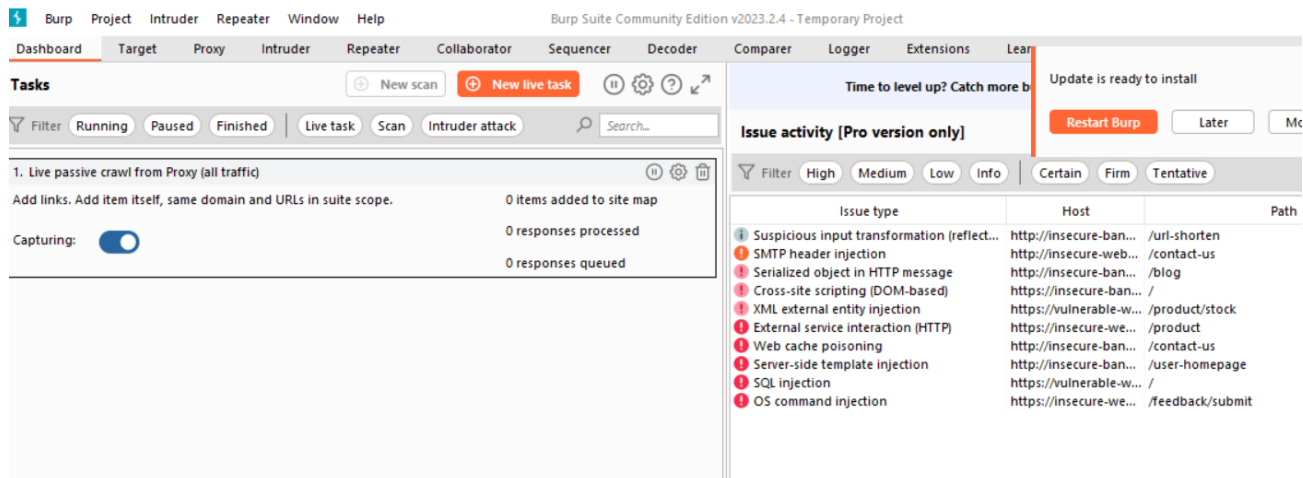 Burp Project Intruder Repeater Window Help Burp Suite Community Edition v2023.2.4 - Temporary Project
Dashboard Target Proxy Intruder Repeater Collaborator Sequencer Decoder Comparer Logger Extensions Lear
Tasks
New scan
New live task
Filter Running Paused Finished Live task Scan Intruder attack Search...
1. Live passive crawl from Proxy (all traffic)
Add links. Add item itself, same domain and URLs in suite scope.
0 items added to site map
Capturing:
0 responses processed
0 responses queued
Time to level up? Catch more b
Update is ready to install
Restart Burp Later Mo
Issue activity [Pro version only]
Filter High Medium Low Info Certain Firm Tentative
Issue type Host Path
Suspicious input transformation (reflect... http://insecure-ban... /url-shorten
SMTP header injection http://insecure-web... /contact-us
Serialized object in HTTP message http://insecure-ban... /blog
Cross-site scripting (DOM-based) https://insecure-ban... /
XML external entity injection https://vulnerable-w... /product/stock
External service interaction (HTTP) https://insecure-we... /product
Web cache poisoning http://insecure-ban... /contact-us
Server-side template injection http://insecure-ban... /user-homepage
SQL injection https://vulnerable-w... /
OS command injection https://insecure-we... /feedback/submit